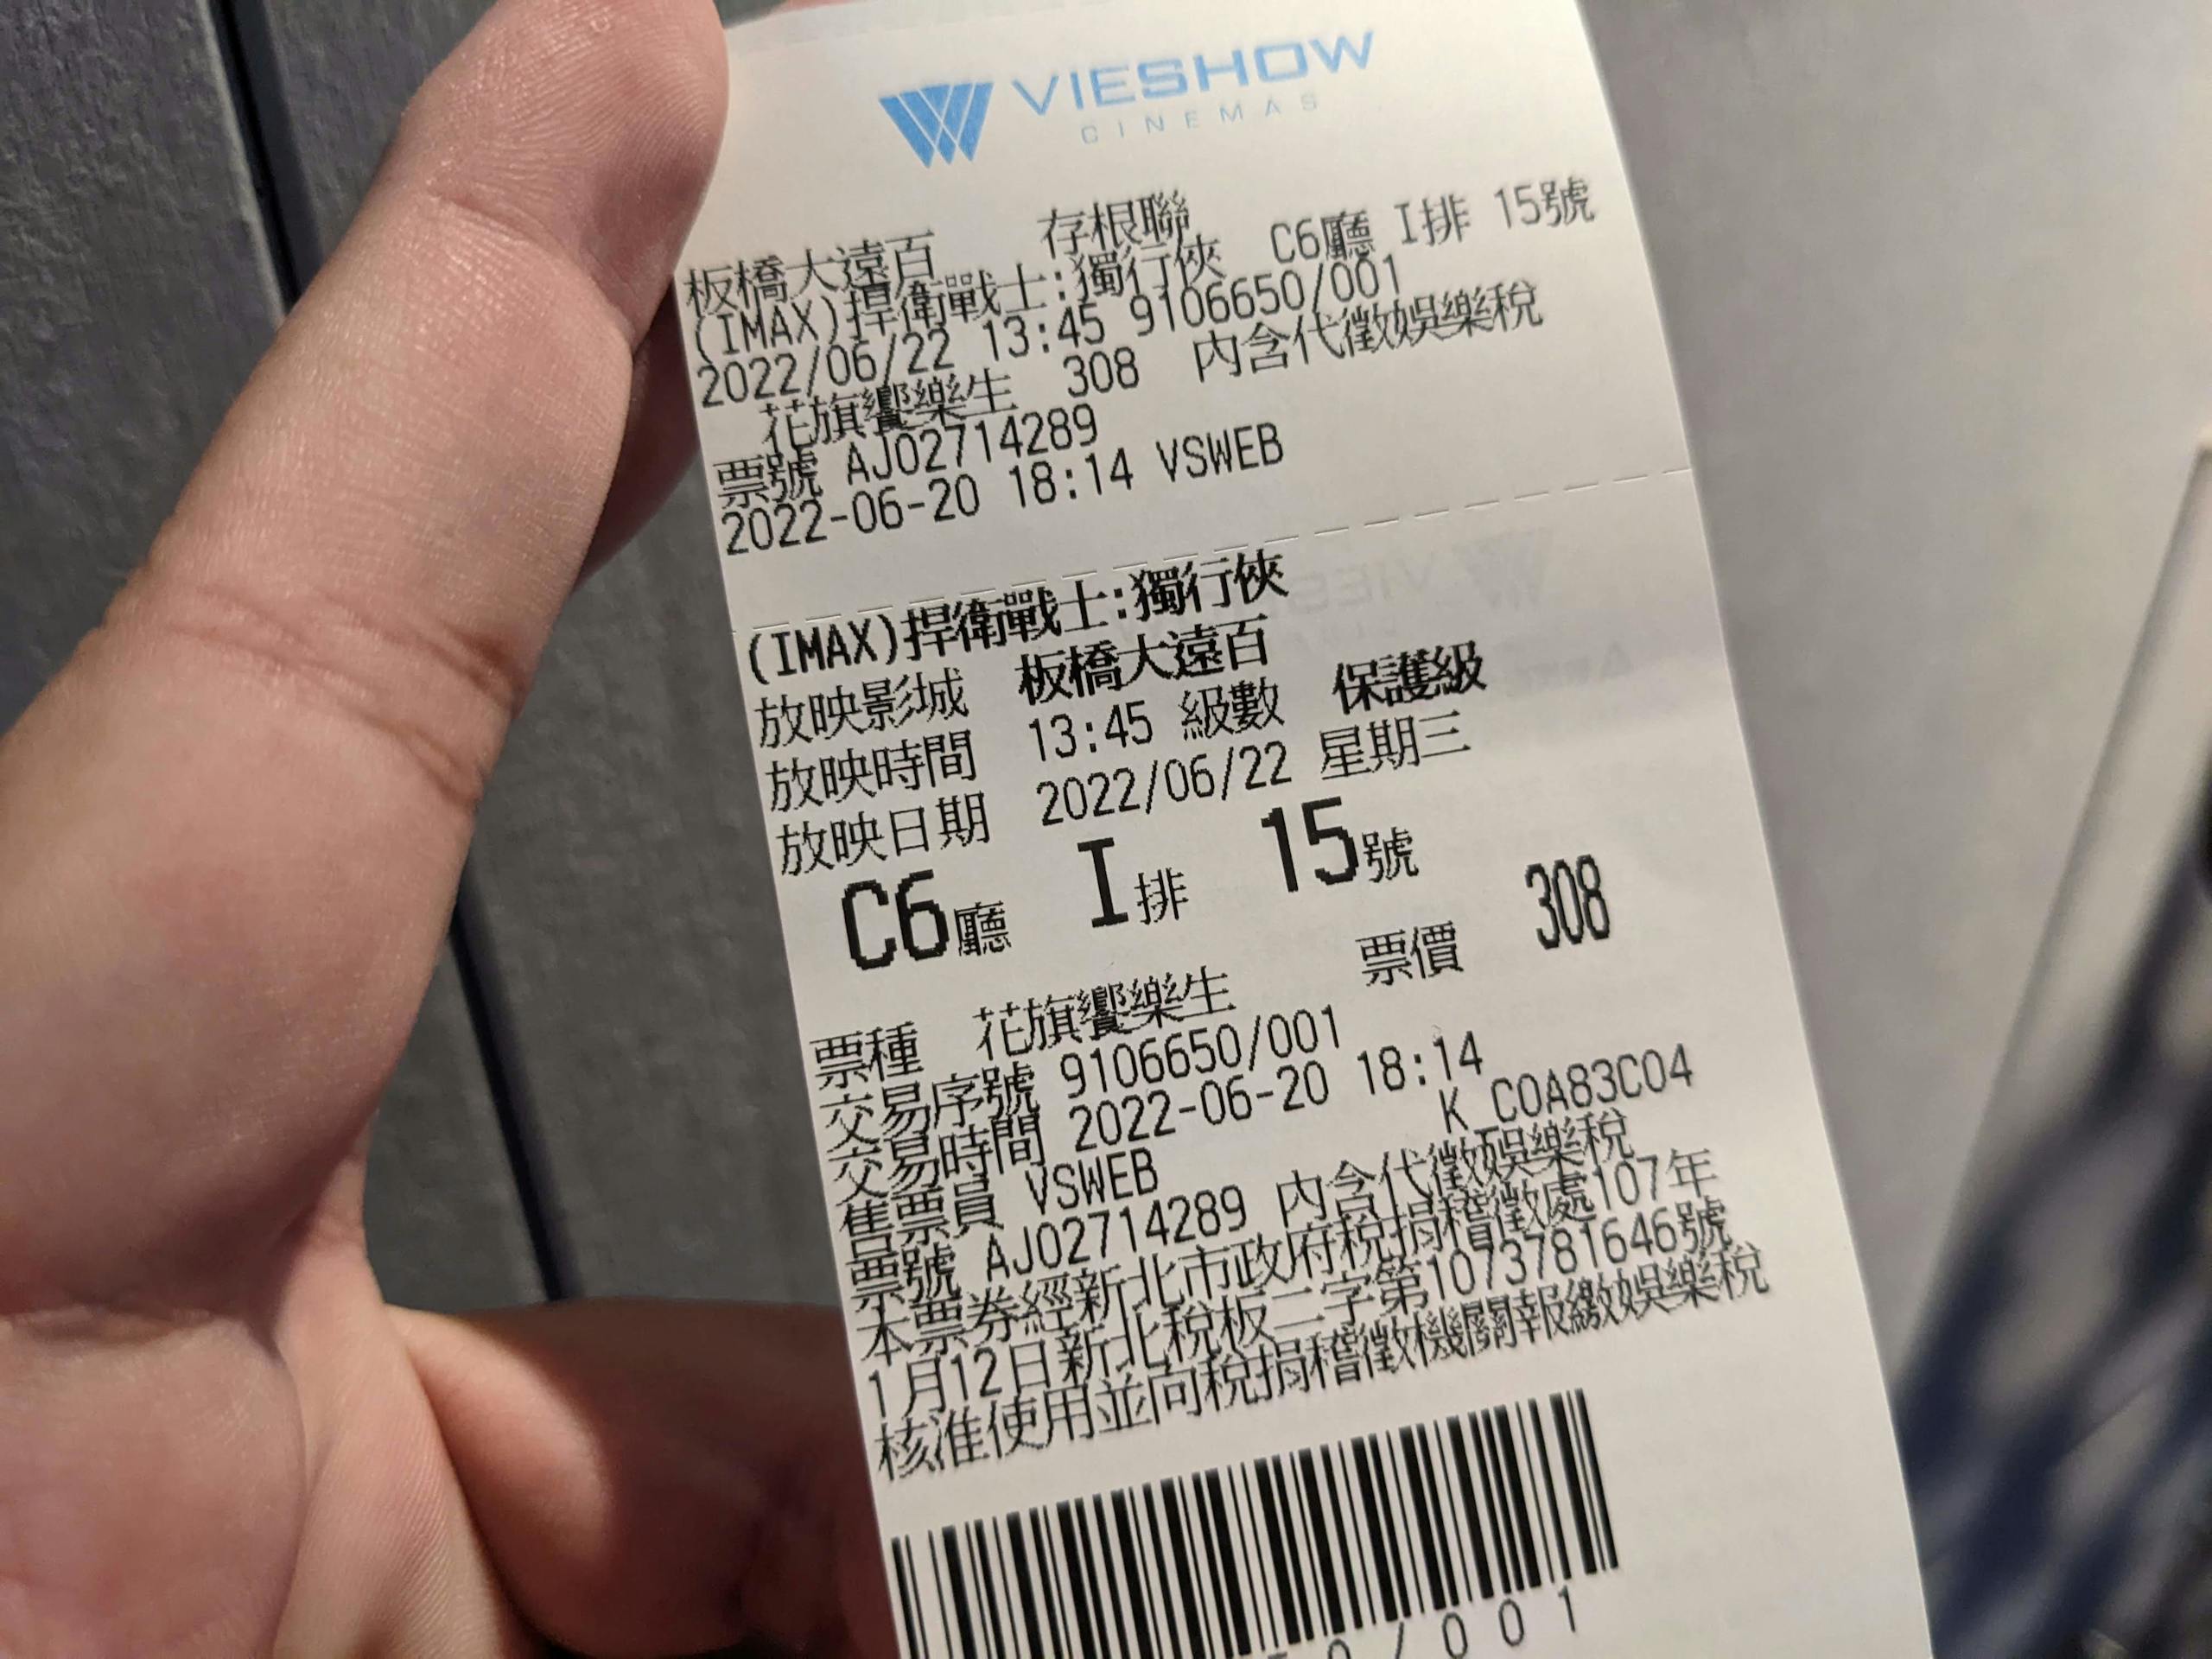 VIESHOW
CINEMAS
存根聯
板橋大遠百 C6廳 I排 15號
(IMAX)捍衛戰士:獨行俠
2022/06/22 13:45 9106650/001
花旗饗樂生 308 內含代徵娛樂稅
票號 AJ02714289
2022-06-20 18:14 VSWEB
(IMAX)捍衛戰士:獨行俠
放映影城 板橋大遠百
放映時間 13:45 級數 保護級
放映日期 2022/06/22 星期三
C6廳 I排 15號
票價 308
票種 花旗饗樂生
交易序號 9106650/001
交易時間 2022-06-20 18:14
售票員 VSWEB K C0A83C04
票號 AJ02714289 內含代徵娛樂稅
本票券經新北市政府稅捐稽徵處107年
1月12日新北稅板二字第1073781646號
核准使用並向稅捐稽徵機關報繳娛樂稅
0/001